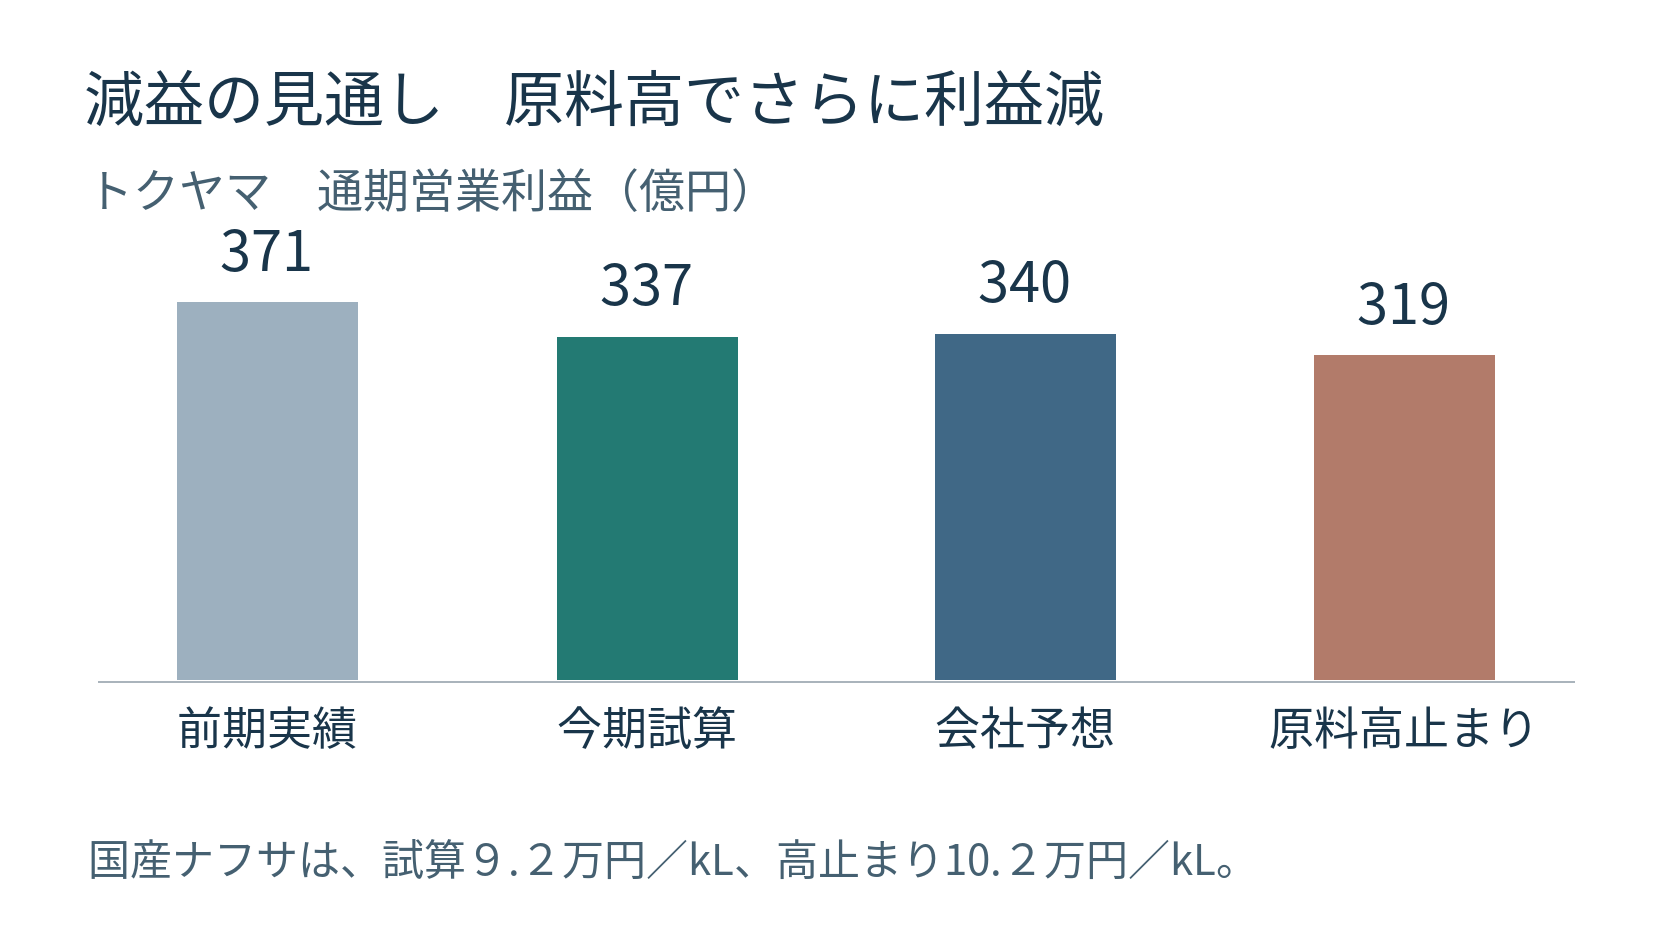 減益の見通し　原料高でさらに利益減
トクヤマ　通期営業利益（億円）
371
337
340
319
前期実績
今期試算
会社予想
原料高止まり
国産ナフサは、試算９.２万円／kL、高止まり10.２万円／kL。